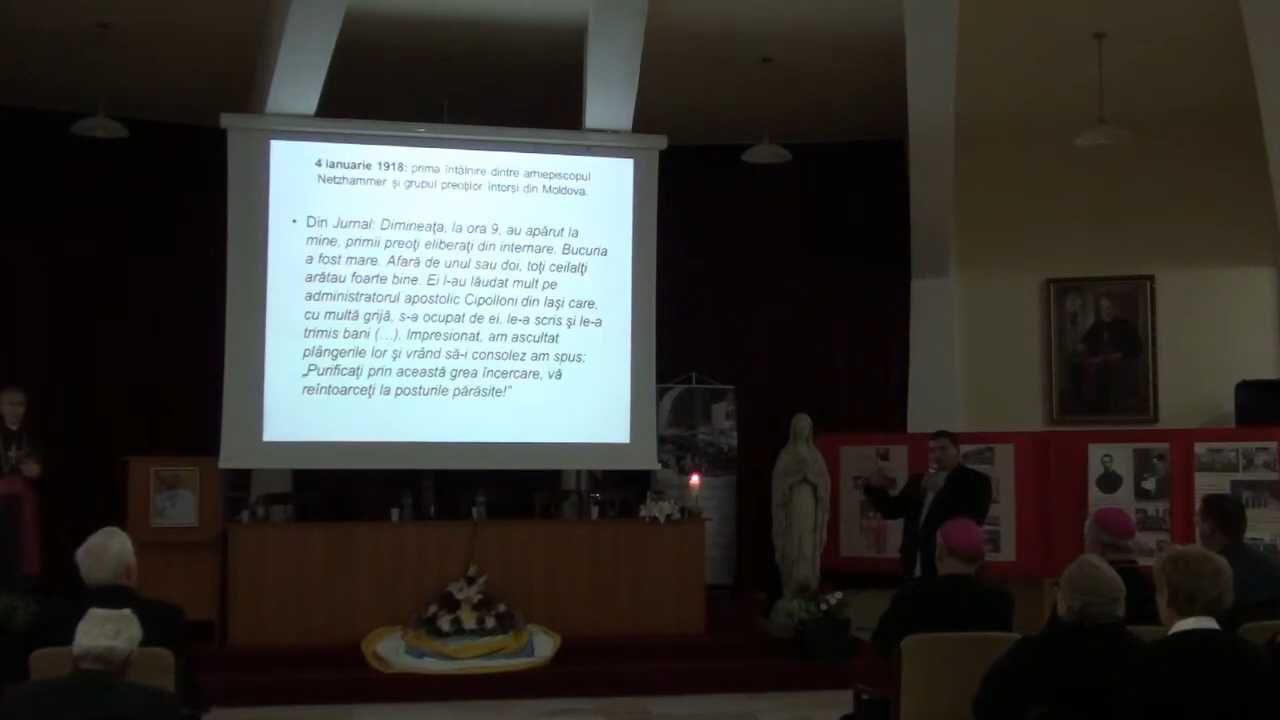 4 ianuarie 1918: prima întâlnire dintre arhiepiscopul
Netzhammer și grupul preoților întorși din Moldova.
• Din Jurnal: Dimineaţa, la ora 9, au apărut la
mine, primii preoţi eliberaţi din internare. Bucuria
a fost mare. Afară de unul sau doi, toţi ceilalţi
arătau foarte bine. Ei l-au lăudat mult pe
administratorul apostolic Cipolloni din Iaşi care,
cu multă grijă, s-a ocupat de ei, le-a scris şi le-a
trimis bani (…). Impresionat, am ascultat
plângerile lor şi vrând să-i consolez am spus:
„Purificaţi prin această grea încercare, vă
reîntoarceţi la posturile părăsite!”